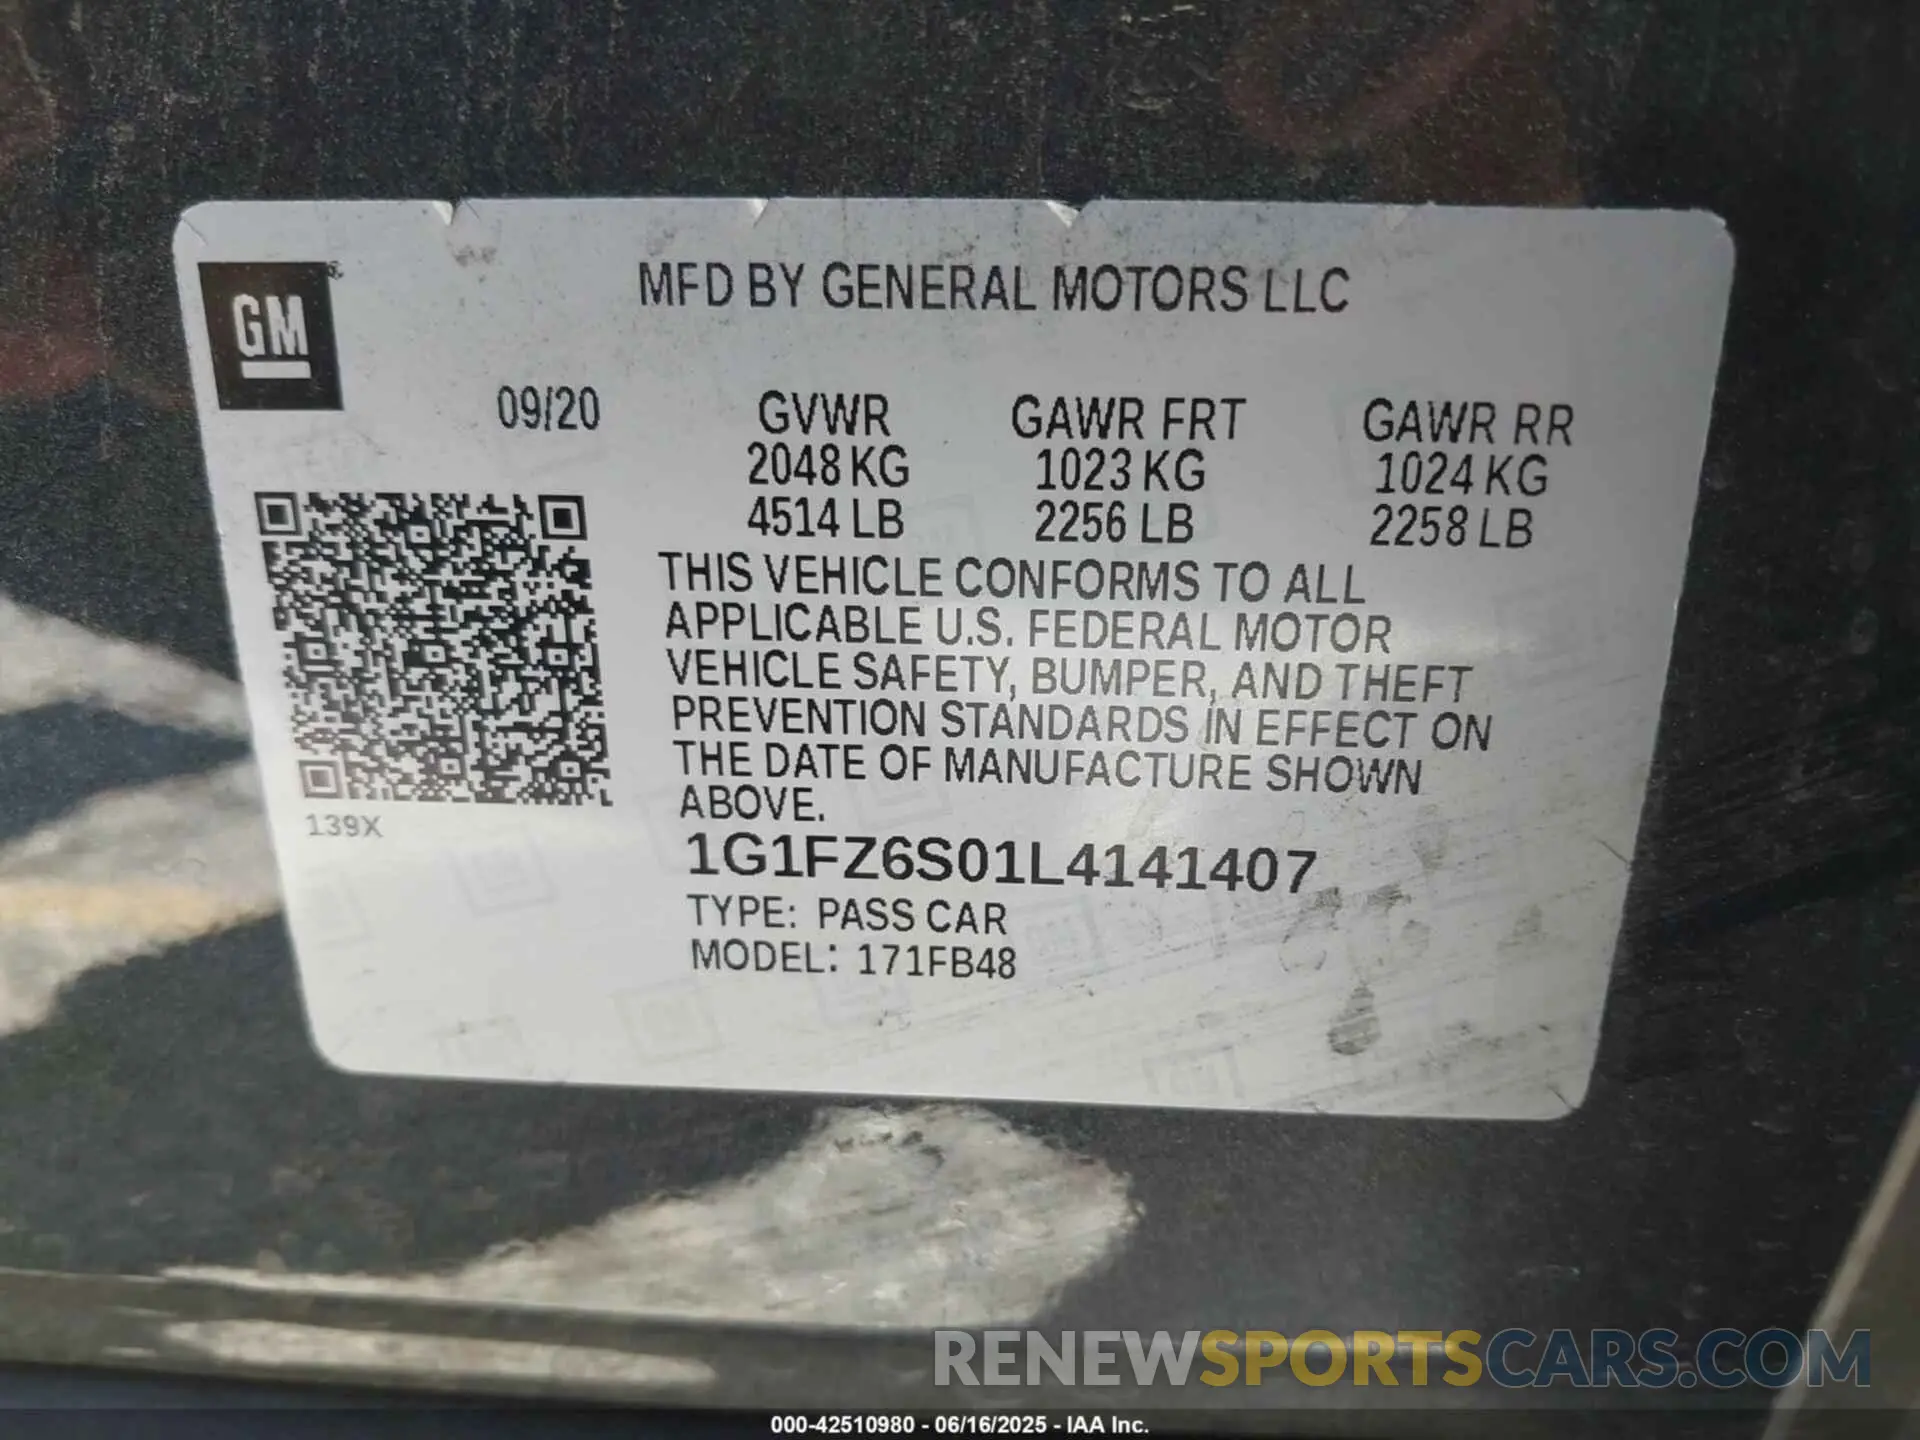 MFD BY GENERAL MOTORS LLC
GM
09/20 GVWR GAWR FRT GAWR RR
2048 KG 1023 KG 1024 KG
4514 LB 2256 LB 2258 LB
THIS VEHICLE CONFORMS TO ALL
APPLICABLE U.S. FEDERAL MOTOR
VEHICLE SAFETY, BUMPER, AND THEFT
PREVENTION STANDARDS IN EFFECT ON
THE DATE OF MANUFACTURE SHOWN
ABOVE.
139X
1G1FZ6S01L4141407
TYPE: PASS CAR
MODEL: 171FB48
RENEWSPORTSCARS.COM
000-42510980 - 06/16/2025 - IAA Inc.